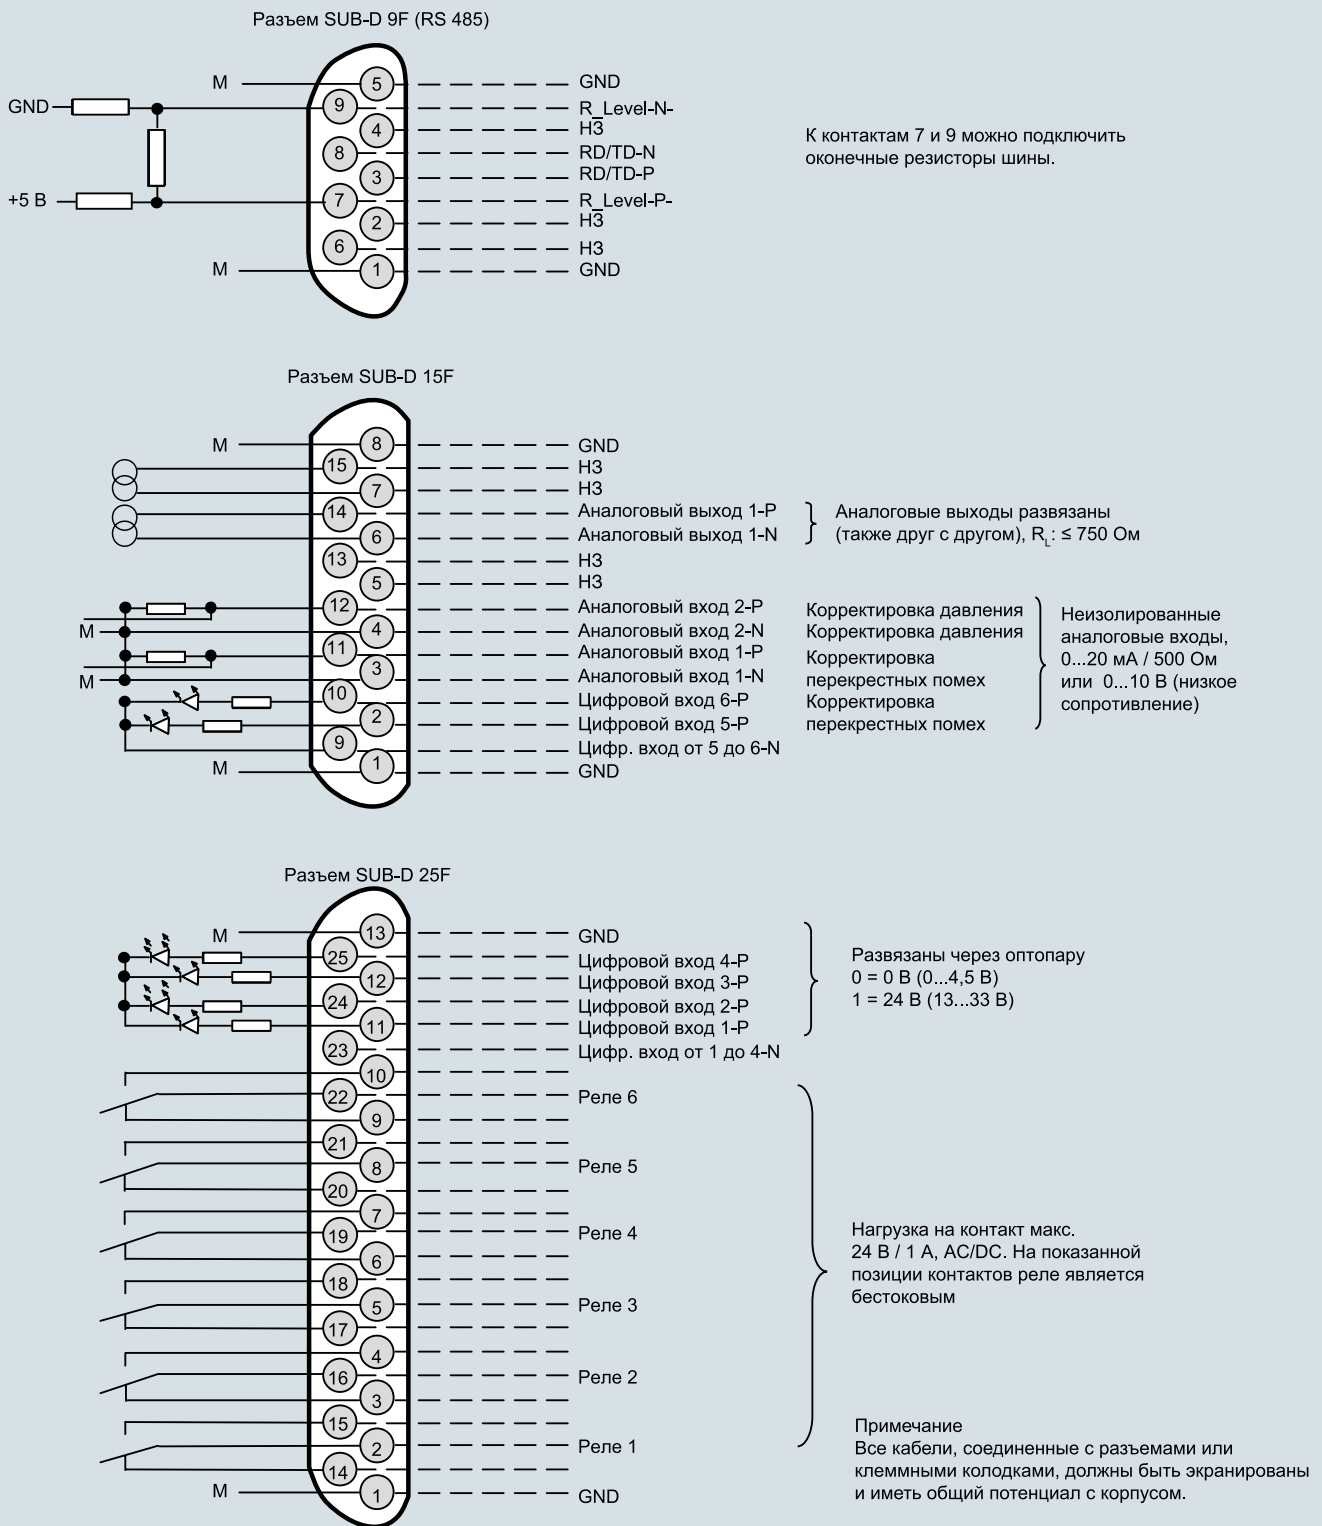 Разъем SUB-D 9F (RS 485)
M 5 GND
GND 9 R_Level-N-
4 НЗ
8 RD/TD-N
3 RD/TD-P
+5 В 7 R_Level-P-
2 НЗ
6 НЗ
M 1 GND
К контактам 7 и 9 можно подключить
оконечные резисторы шины.
Разъем SUB-D 15F
M 8 GND
15 НЗ
7 НЗ
14 Аналоговый выход 1-P
6 Аналоговый выход 1-N
13 НЗ
5 НЗ
12 Аналоговый вход 2-P
M 4 Аналоговый вход 2-N
11 Аналоговый вход 1-P
M 3 Аналоговый вход 1-N
10 Цифровой вход 6-P
2 Цифровой вход 5-P
9 Цифр. вход от 5 до 6-N
M 1 GND
Аналоговые выходы развязаны
(также друг с другом), RL: ≤ 750 Ом
Корректировка давления
Корректировка давления
Корректировка
перекрестных помех
Корректировка
перекрестных помех
Неизолированные
аналоговые входы,
0...20 мА / 500 Ом
или 0...10 В (низкое
сопротивление)
Разъем SUB-D 25F
M 13 GND
25 Цифровой вход 4-P
12 Цифровой вход 3-P
24 Цифровой вход 2-P
11 Цифровой вход 1-P
23 Цифр. вход от 1 до 4-N
10
22 Реле 6
9
21
8 Реле 5
20
7
19 Реле 4
6
18
5 Реле 3
17
4
16 Реле 2
3
15
2 Реле 1
14
M 1 GND
Развязаны через оптопару
0 = 0 В (0...4,5 В)
1 = 24 В (13...33 В)
Нагрузка на контакт макс.
24 В / 1 А, AC/DC. На показанной
позиции контактов реле является
бестоковым
Примечание
Все кабели, соединенные с разъемами или
клеммными колодками, должны быть экранированы
и иметь общий потенциал с корпусом.